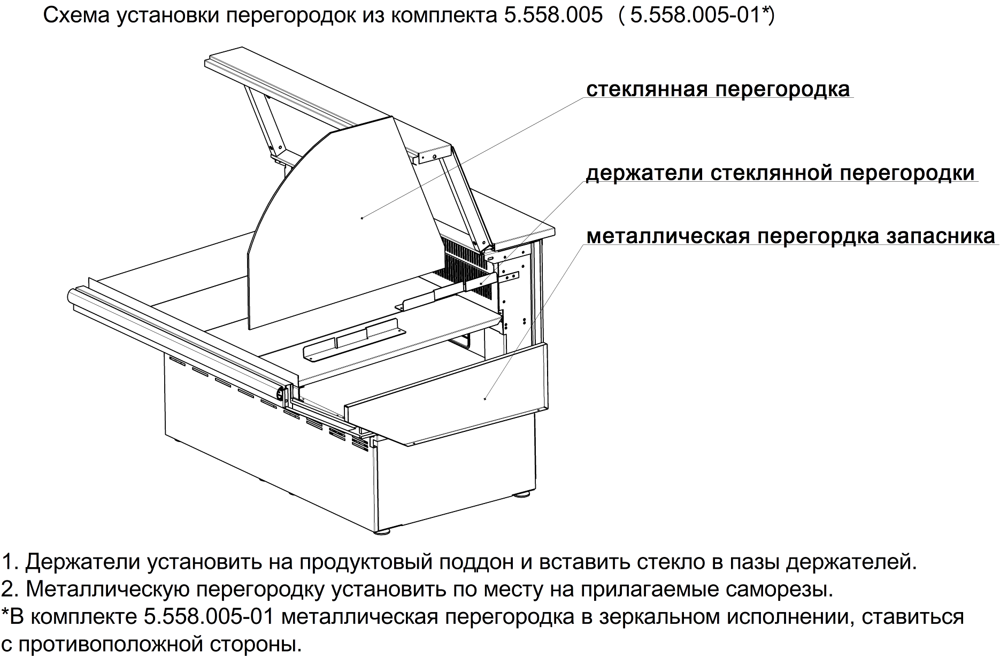 Схема установки перегородок из комплекта 5.558.005 (5.558.005-01*)
стеклянная перегородка
держатели стеклянной перегородки
металлическая перегордка запасника
1. Держатели установить на продуктовый поддон и вставить стекло в пазы держателей.
2. Металлическую перегородку установить по месту на прилагаемые саморезы.
*В комплекте 5.558.005-01 металлическая перегородка в зеркальном исполнении, ставиться
с противоположной стороны.